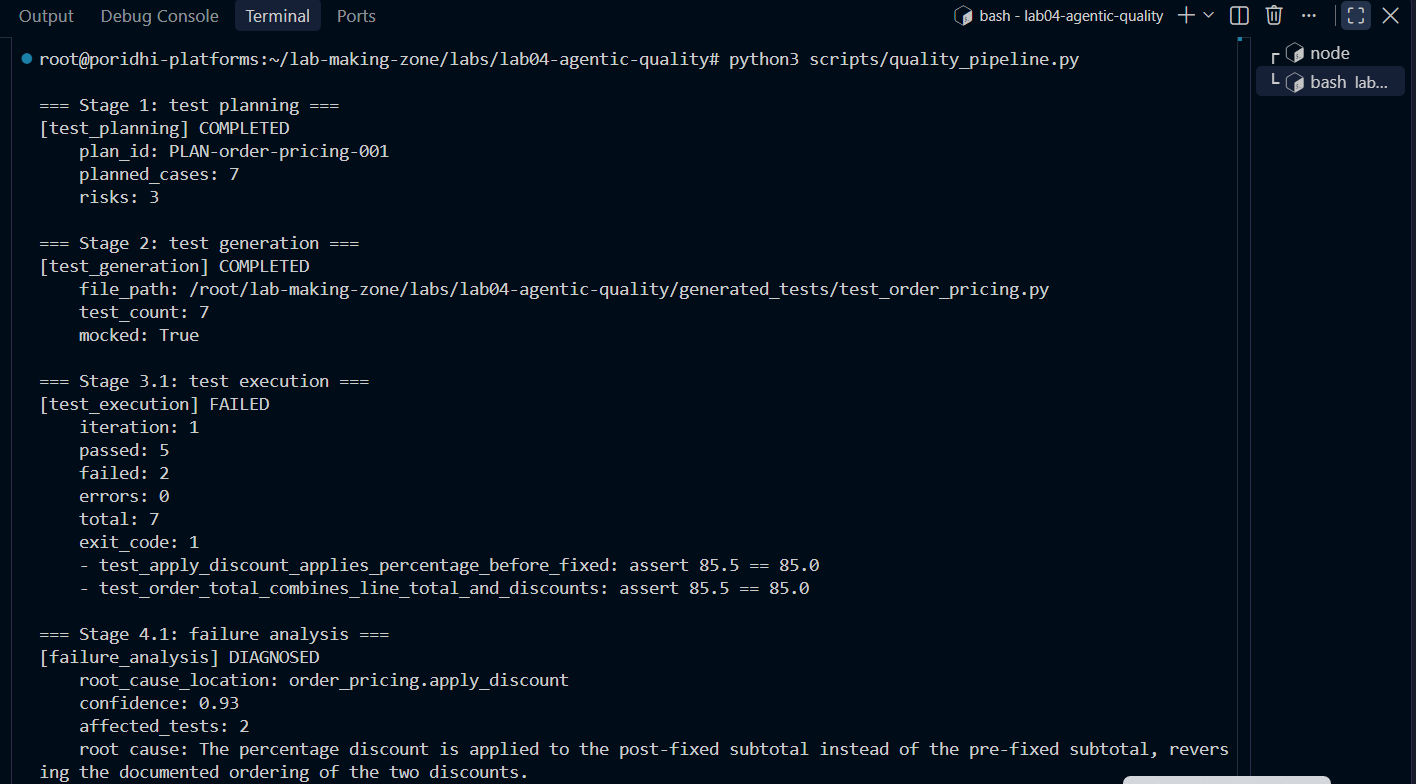 Output Debug Console Terminal Ports
bash - lab04-agentic-quality
node
bash lab...
root@poridhi-platforms:~/lab-making-zone/labs/lab04-agentic-quality# python3 scripts/quality_pipeline.py
=== Stage 1: test planning ===
[test_planning] COMPLETED
plan_id: PLAN-order-pricing-001
planned_cases: 7
risks: 3
=== Stage 2: test generation ===
[test_generation] COMPLETED
file_path: /root/lab-making-zone/labs/lab04-agentic-quality/generated_tests/test_order_pricing.py
test_count: 7
mocked: True
=== Stage 3.1: test execution ===
[test_execution] FAILED
iteration: 1
passed: 5
failed: 2
errors: 0
total: 7
exit_code: 1
- test_apply_discount_applies_percentage_before_fixed: assert 85.5 == 85.0
- test_order_total_combines_line_total_and_discounts: assert 85.5 == 85.0
=== Stage 4.1: failure analysis ===
[failure_analysis] DIAGNOSED
root_cause_location: order_pricing.apply_discount
confidence: 0.93
affected_tests: 2
root cause: The percentage discount is applied to the post-fixed subtotal instead of the pre-fixed subtotal, revers
ing the documented ordering of the two discounts.